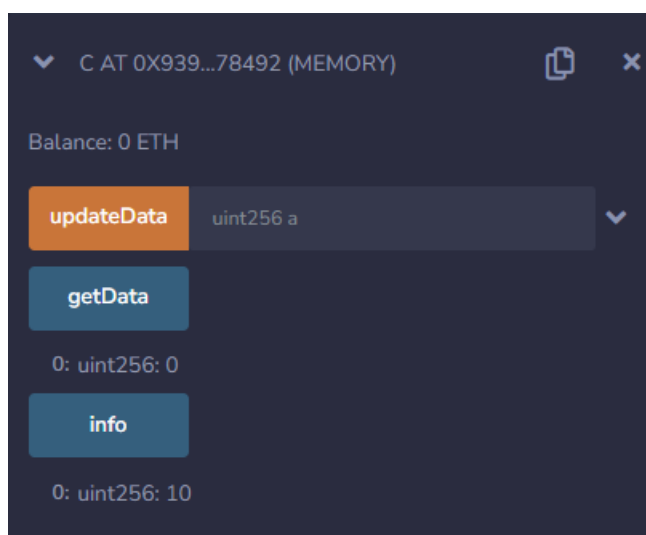 C AT 0X939...78492 (MEMORY)
Balance: 0 ETH
updateData uint256 a
getData
0: uint256: 0
info
0: uint256: 10